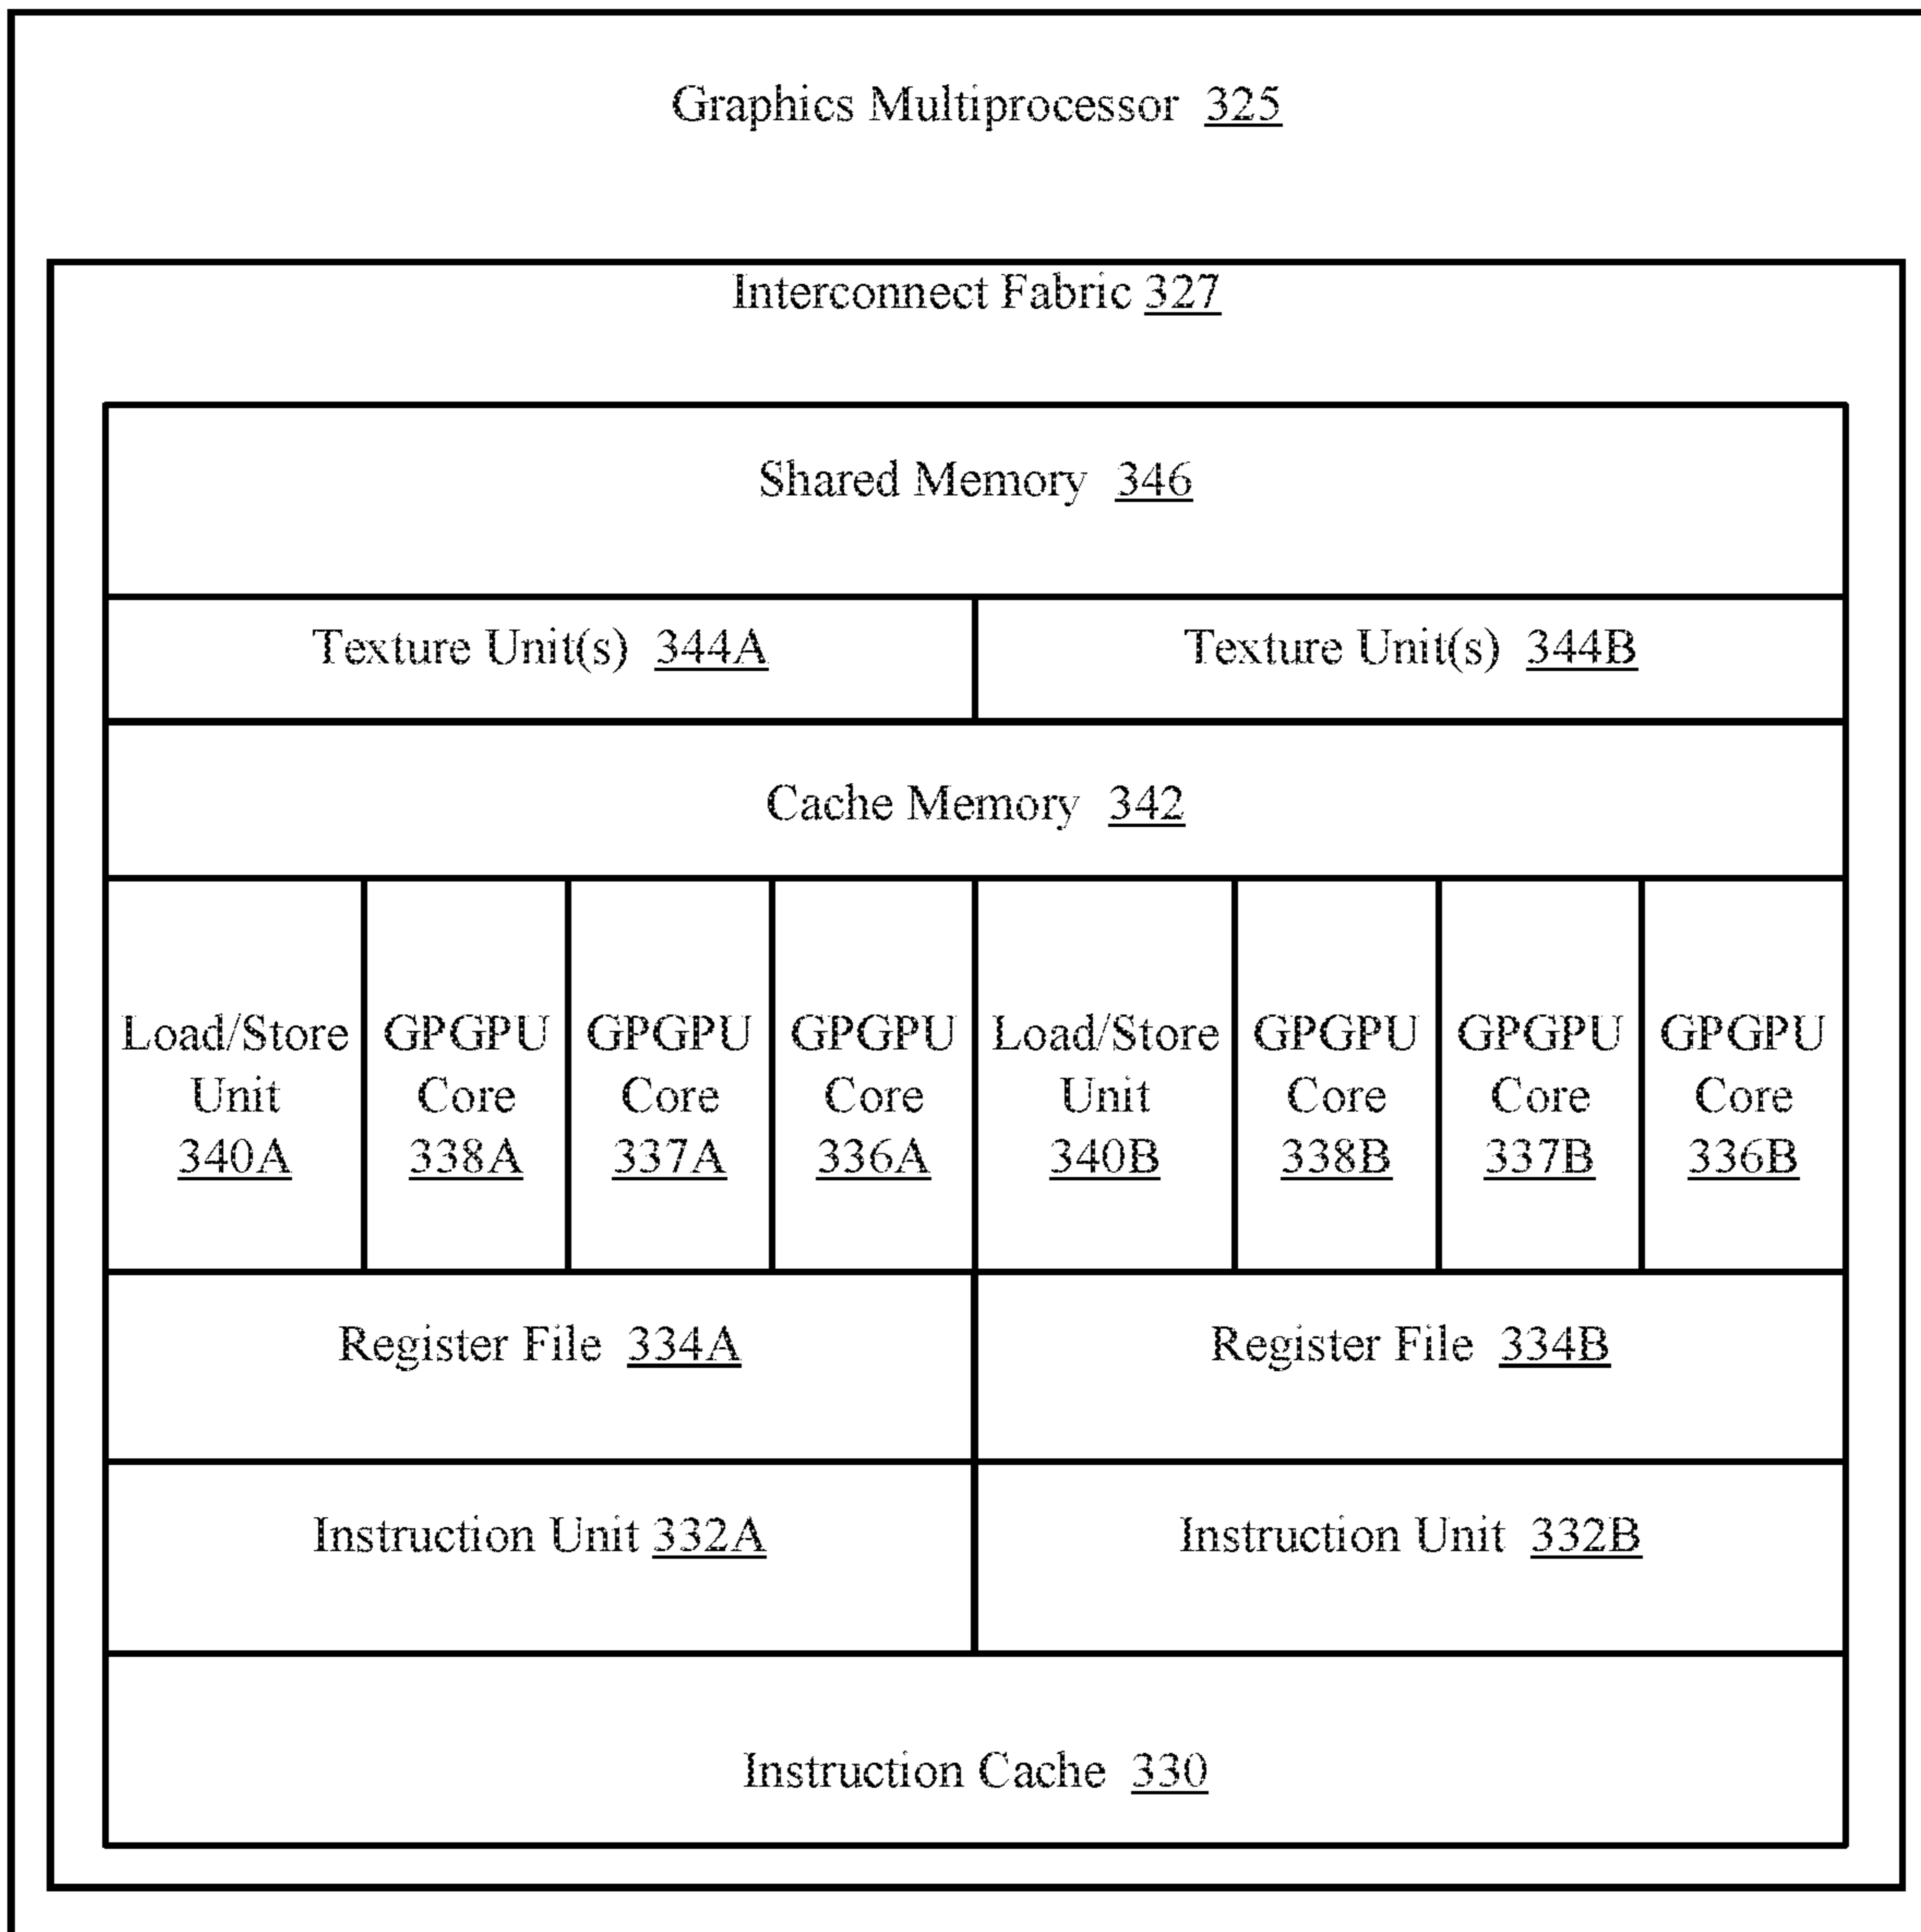 Graphics Multiprocessor 325
Interconnect Fabric 327
Shared Memory 346
Texture Unit(s) 344A
Texture Unit(s) 344B
Cache Memory 342
Load/Store
Unit
340A
GPGPU
Core
338A
GPGPU
Core
337A
GPGPU
Core
336A
Load/Store
Unit
340B
GPGPU
Core
338B
GPGPU
Core
337B
GPGPU
Core
336B
Register File 334A
Register File 334B
Instruction Unit 332A
Instruction Unit 332B
Instruction Cache 330